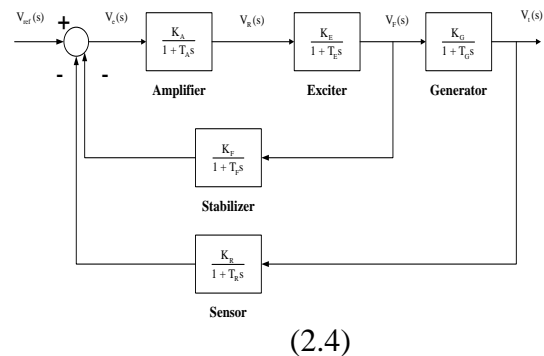 V_ref(s) + V_e(s) K_A V_R(s) K_E V_F(s) K_G V_t(s)
1 + T_A s 1 + T_E s 1 + T_G s
- - Amplifier Exciter Generator
K_F
1 + T_F s
Stabilizer
K_R
1 + T_R s
Sensor
(2.4)